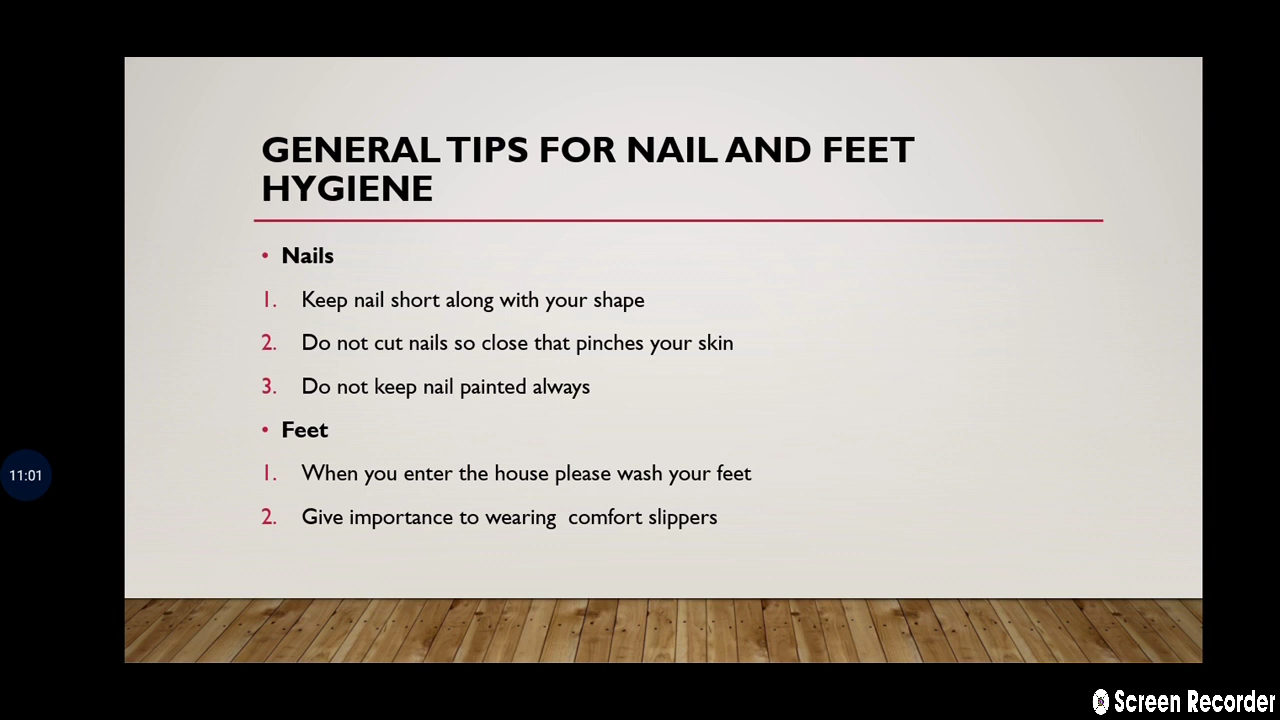 GENERAL TIPS FOR NAIL AND FEET
HYGIENE
• Nails
1. Keep nail short along with your shape
2. Do not cut nails so close that pinches your skin
3. Do not keep nail painted always
• Feet
1. When you enter the house please wash your feet
2. Give importance to wearing  comfort slippers
11:01
Screen Recorder